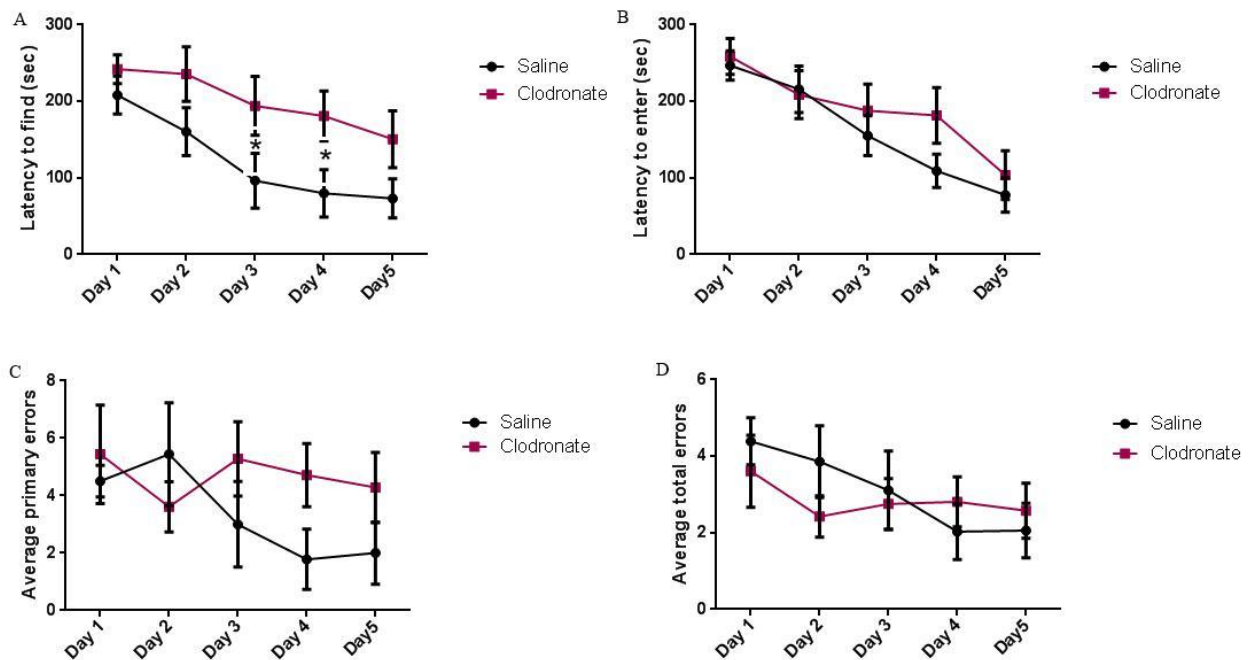 A
Latency to find (sec)
300
200
100
0
*
*
Day 1
Day 2
Day 3
Day 4
Day5
Saline
Clodronate
B
Latency to enter (sec)
300
200
100
0
Day 1
Day 2
Day 3
Day 4
Day5
Saline
Clodronate
C
Average primary errors
8
6
4
2
0
Day 1
Day 2
Day 3
Day 4
Day5
Saline
Clodronate
D
Average total errors
6
4
2
0
Day 1
Day 2
Day 3
Day 4
Day5
Saline
Clodronate